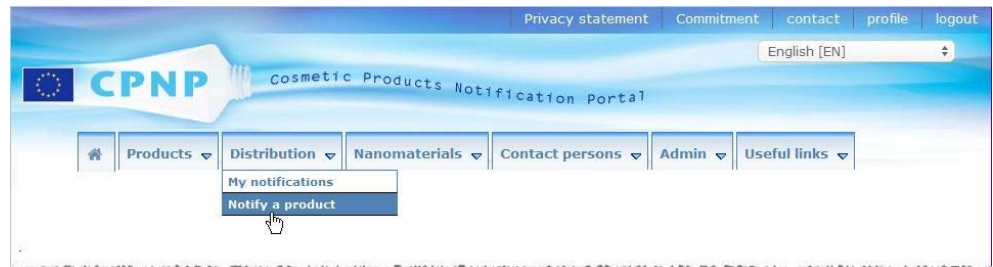 Privacy statement Commitment contact profile logout
English [EN]
CPNP Cosmetic Products Notification Portal
Products Distribution Nanomaterials Contact persons Admin Useful links
My notifications
Notify a product